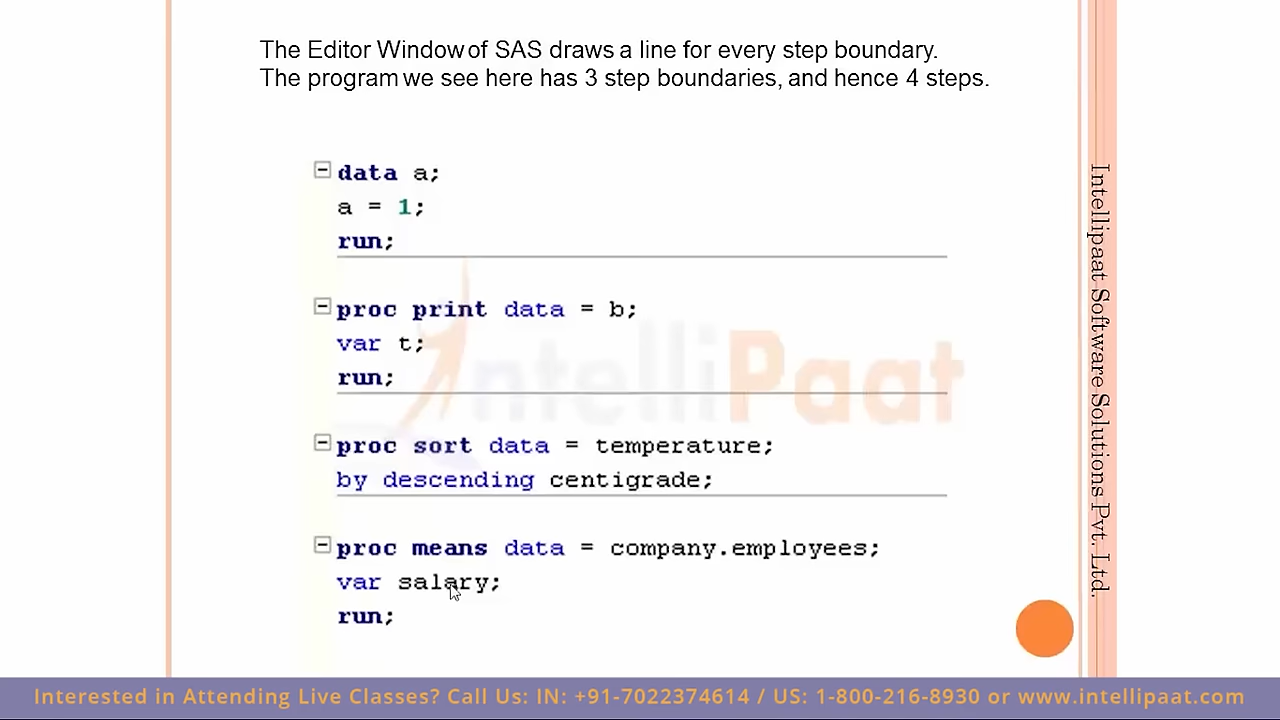 The Editor Window of SAS draws a line for every step boundary.
The program we see here has 3 step boundaries, and hence 4 steps.
data a;
a = 1;
run;
proc print data = b;
var t;
run;
proc sort data = temperature;
by descending centigrade;
proc means data = company.employees;
var salary;
run;
IntelliPaat
Intellipaat Software Solutions Pvt. Ltd.
Interested in Attending Live Classes? Call Us: IN: +91-7022374614 / US: 1-800-216-8930 or www.intellipaat.com